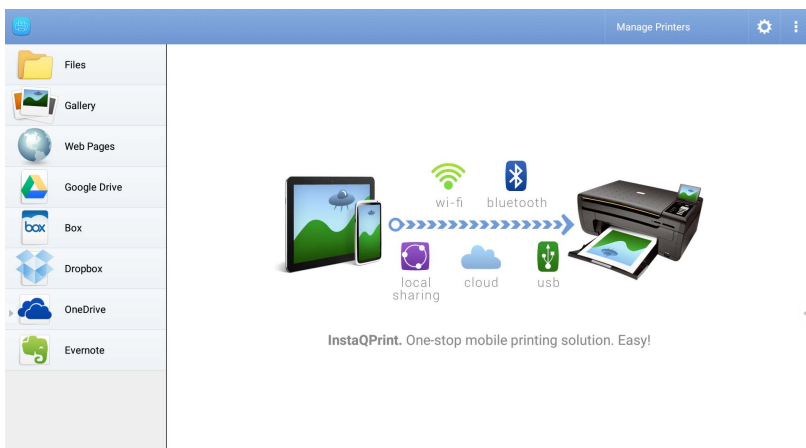 Manage Printers
Files
Gallery
Web Pages
Google Drive
box
Box
Dropbox
OneDrive
Evernote
wi-fi
bluetooth
local
sharing
cloud
usb
InstaQPrint. One-stop mobile printing solution. Easy!